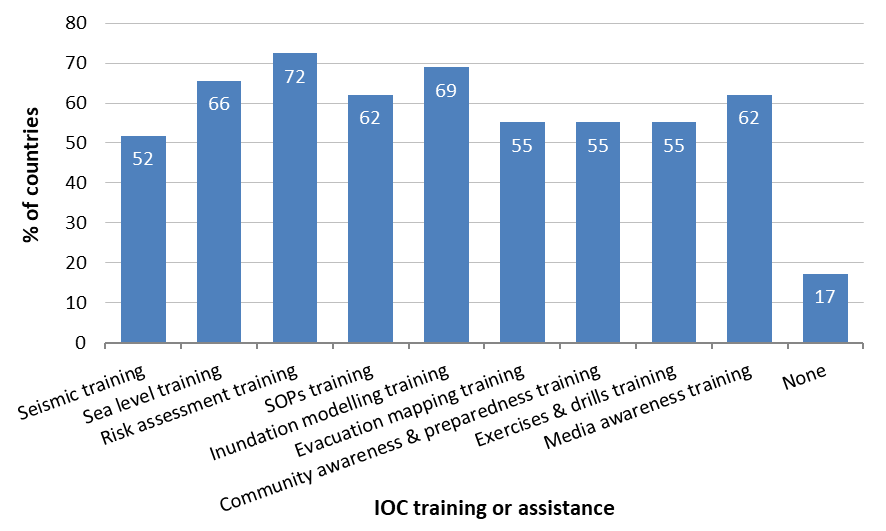 80
70
60
50
40
30
20
10
0
% of countries
52
66
72
62
69
55
55
55
62
17
Seismic training
Sea level training
Risk assessment training
SOPs training
Inundation modelling training
Evacuation mapping training
Community awareness & preparedness training
Exercises & drills training
Media awareness training
None
IOC training or assistance